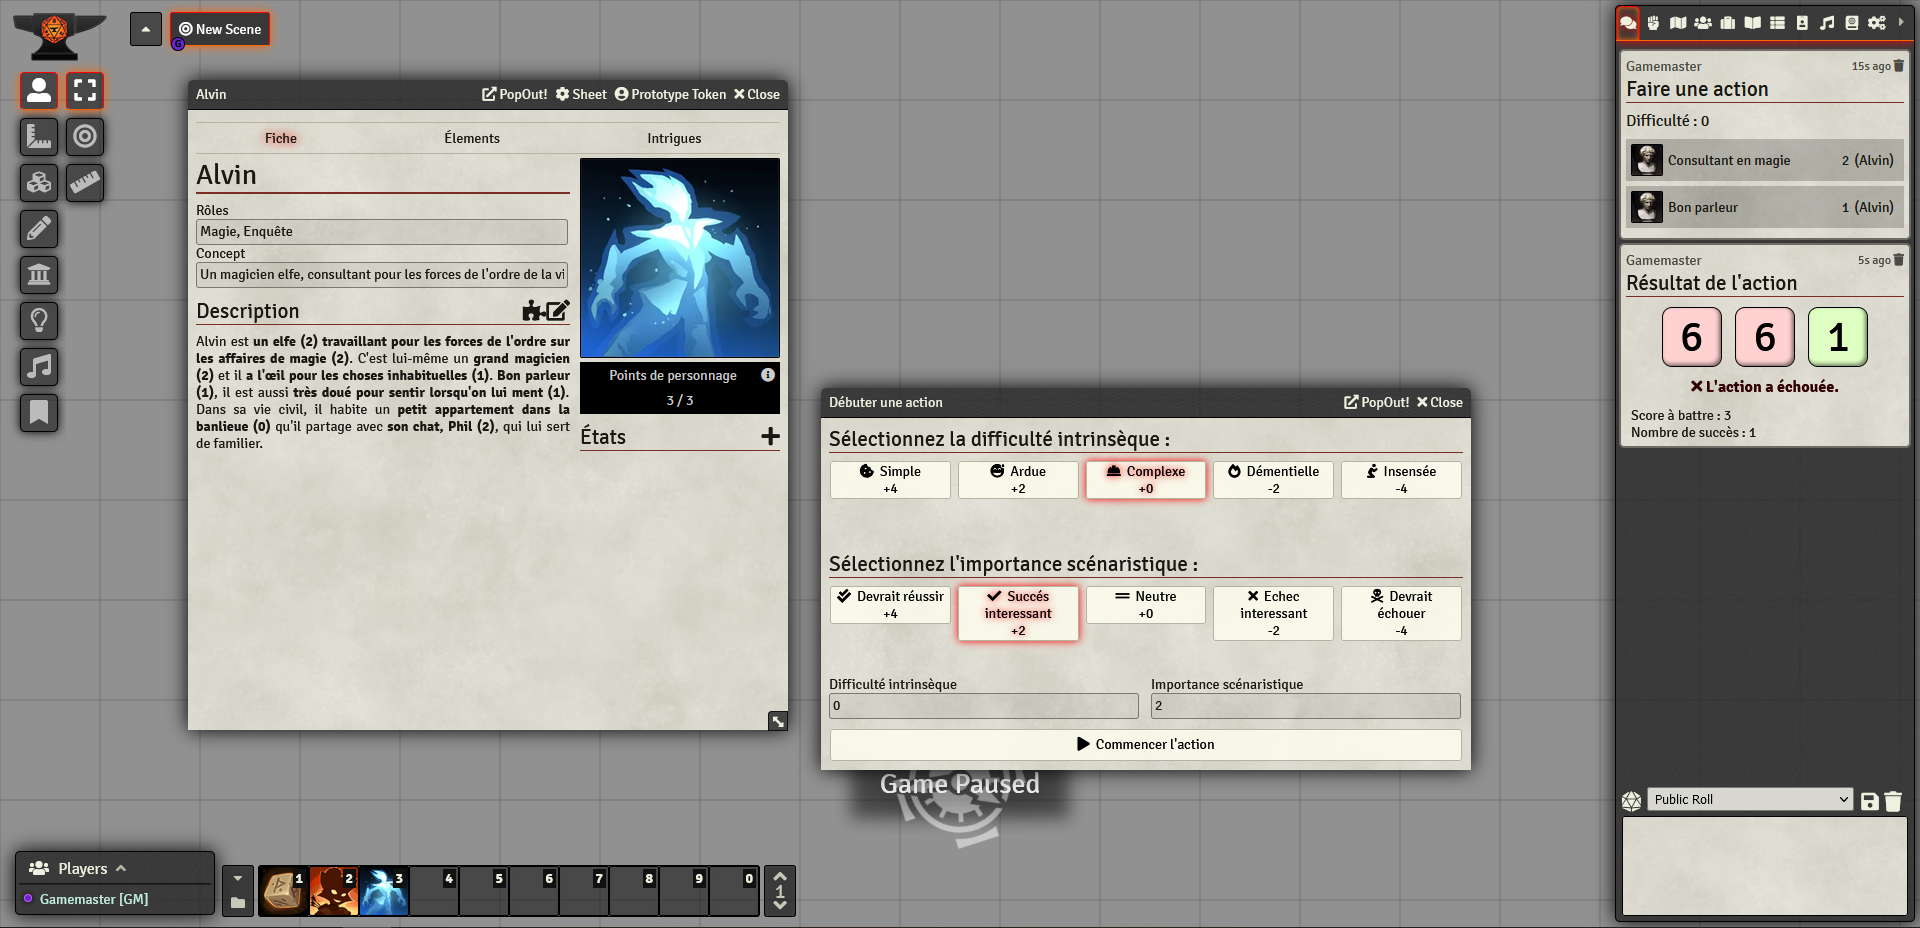 New Scene
G
Alvin
PopOut! Sheet Prototype Token Close
Fiche Élements Intrigues
Alvin
Rôles
Magie, Enquête
Concept
Un magicien elfe, consultant pour les forces de l'ordre de la vi
Description
Alvin est un elfe (2) travaillant pour les forces de l'ordre sur
les affaires de magie (2). C'est lui-même un grand magicien
(2) et il a l'œil pour les choses inhabituelles (1). Bon parleur
(1), il est aussi très doué pour sentir lorsqu'on lui ment (1).
Dans sa vie civil, il habite un petit appartement dans la
banlieue (0) qu'il partage avec son chat, Phil (2), qui lui sert
de familier.
Points de personnage
3 / 3
États
Débuter une action
PopOut! Close
Sélectionnez la difficulté intrinsèque :
Simple
+4
Ardue
+2
Complexe
+0
Démentielle
-2
Insensée
-4
Sélectionnez l'importance scénaristique :
Devrait réussir
+4
Succés
interessant
+2
Neutre
+0
Echec
interessant
-2
Devrait
échouer
-4
Difficulté intrinsèque
0
Importance scénaristique
2
Commencer l'action
Game Paused
Players
Gamemaster [GM]
1 2 3 4 5 6 7 8 9 0
1
Gamemaster 15s ago
Faire une action
Difficulté : 0
Consultant en magie 2 (Alvin)
Bon parleur 1 (Alvin)
Gamemaster 5s ago
Résultat de l'action
6 6 1
L'action a échouée.
Score à battre : 3
Nombre de succès : 1
Public Roll